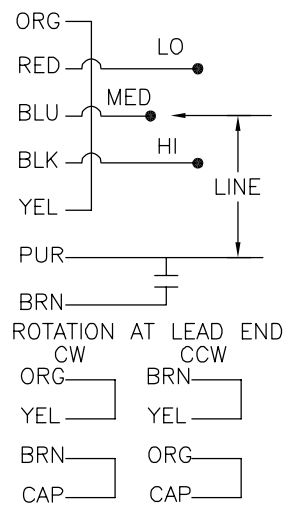 ORG
RED LO
BLU MED
BLK HI
LINE
YEL
PUR
BRN
ROTATION AT LEAD END
CW CCW
ORG BRN
YEL YEL
BRN ORG
CAP CAP